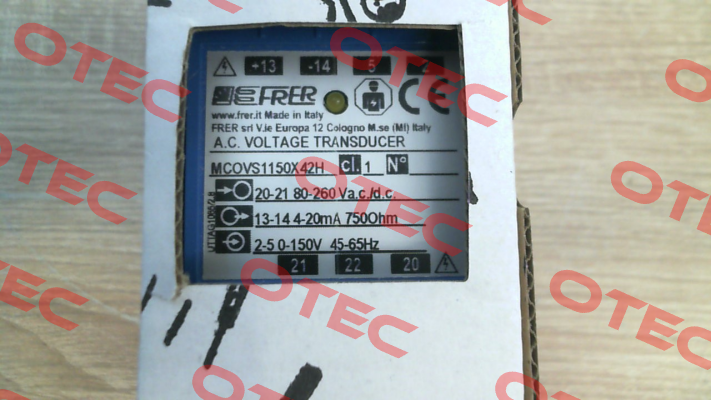 +13 -14 5 2
FRER
www.frer.it Made in Italy
FRER srl V.le Europa 12 Cologno M.se (MI) Italy
A.C. VOLTAGE TRANSDUCER
MCOVS1150X42H cl. 1 N°
20-21 80-260 Va.c./d.c.
13-14 4-20mA 750Ohm
2-5 0-150V 45-65Hz
21 22 20
OTEC
OTEC
OTEC
OTEC
OTEC
OTEC
OTEC
OTEC
OTEC